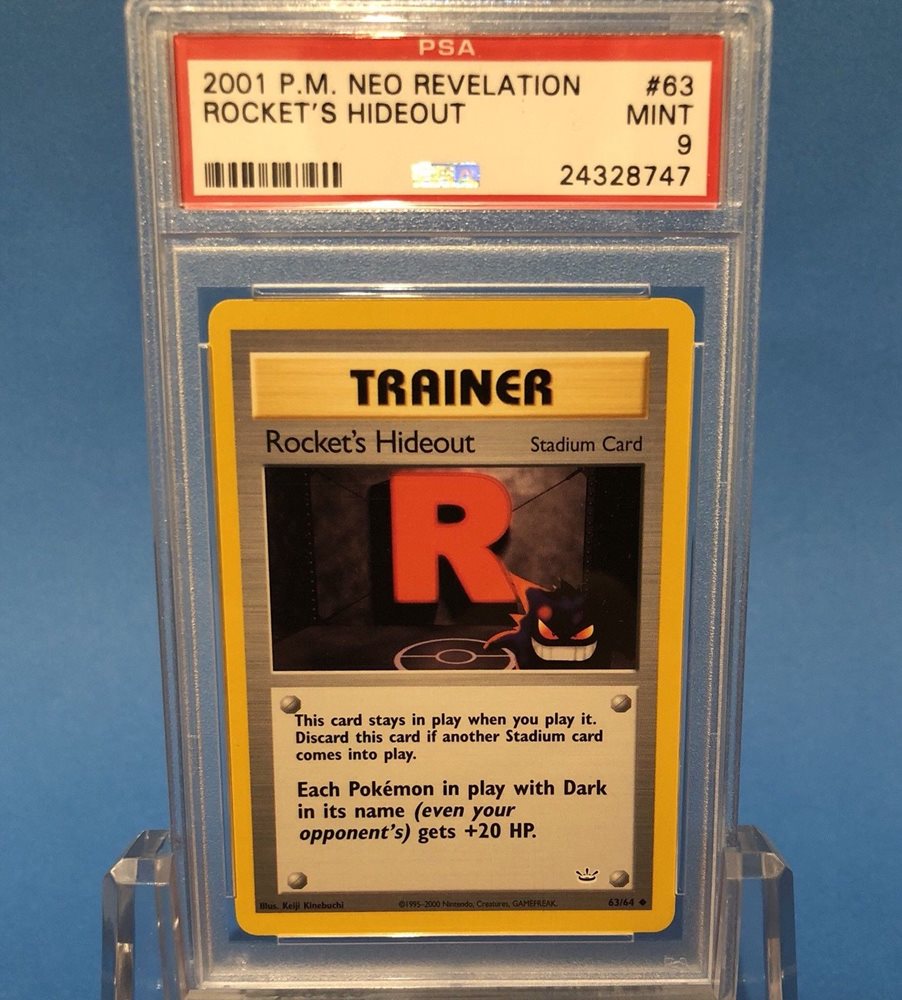 PSA
2001 P.M. NEO REVELATION #63
ROCKET'S HIDEOUT MINT
9
24328747
TRAINER
Rocket's Hideout Stadium Card
R
This card stays in play when you play it.
Discard this card if another Stadium card
comes into play.
Each Pokémon in play with Dark
in its name (even your
opponent's) gets +20 HP.
Illus. Keiji Kinebuchi ©1995-2000 Nintendo, Creatures, GAMEFREAK. 63/64